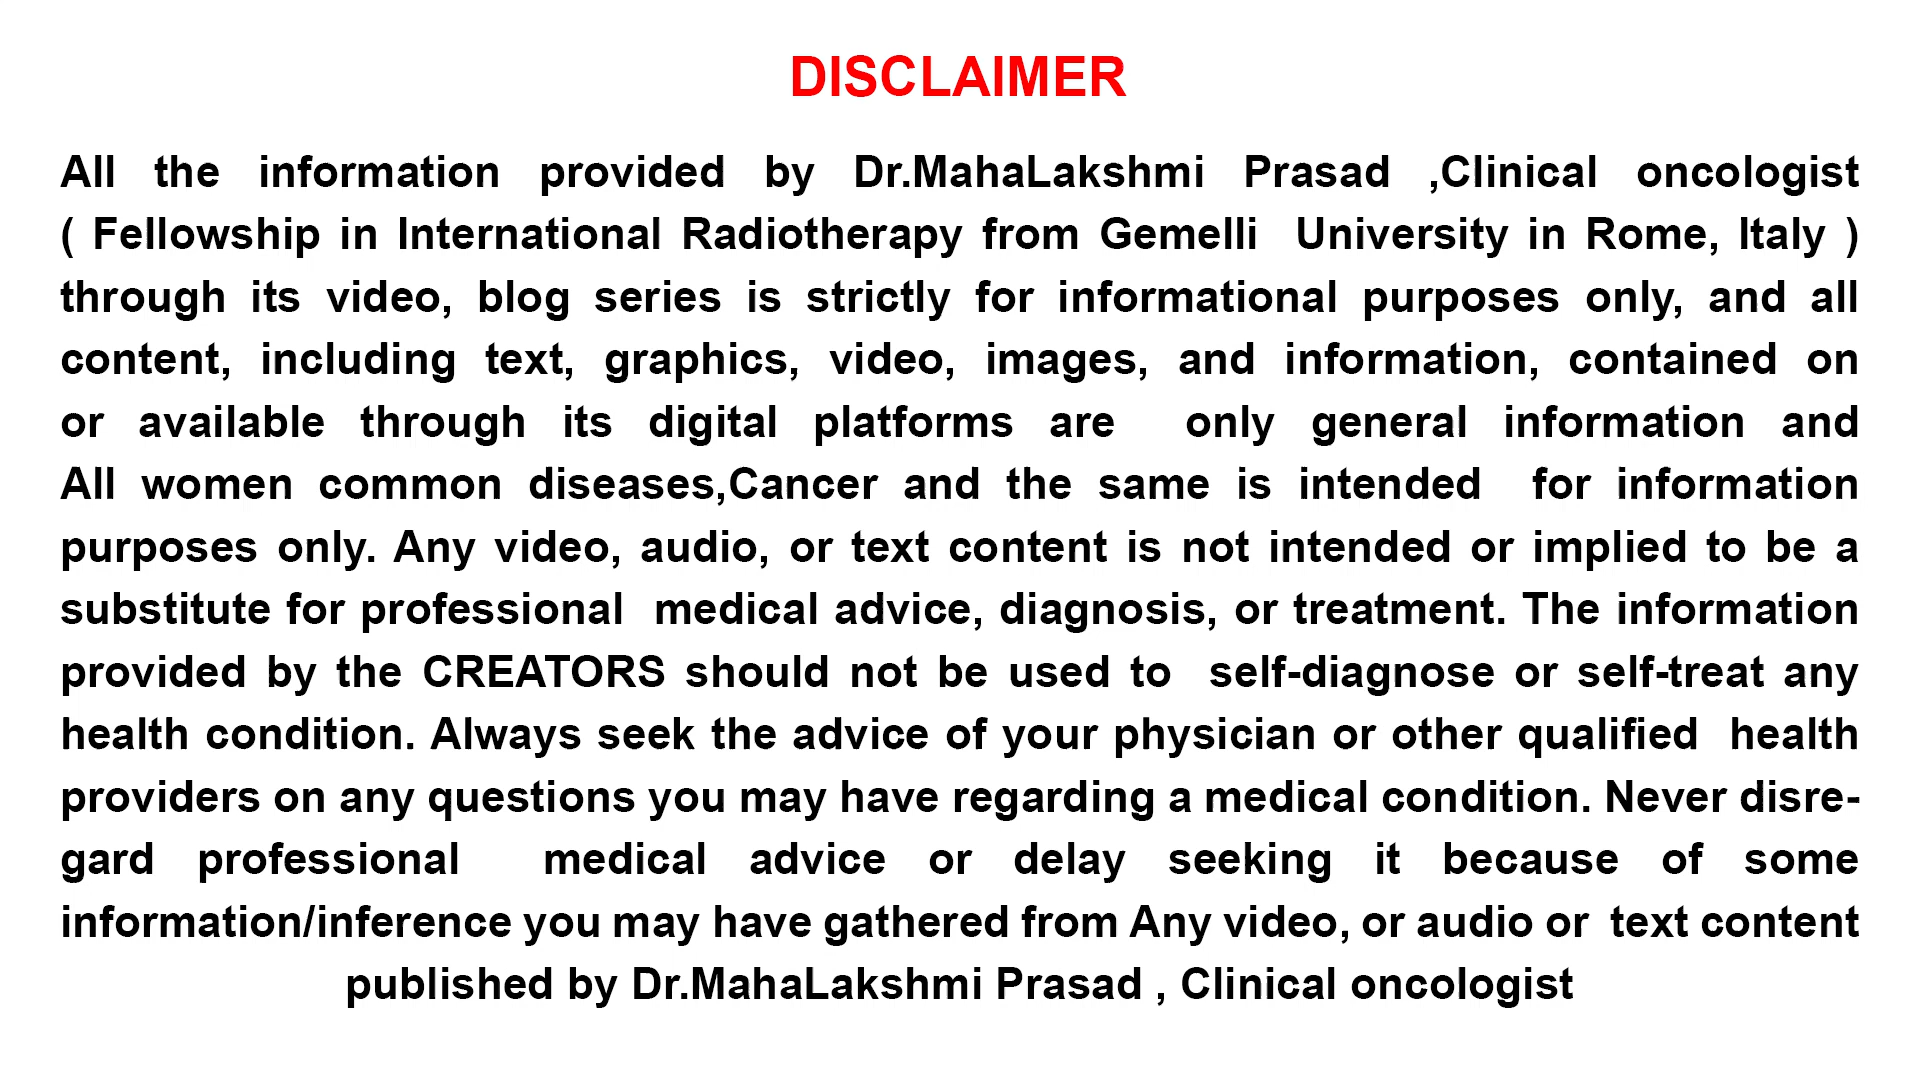 DISCLAIMER
All the information provided by Dr.MahaLakshmi Prasad ,Clinical oncologist
( Fellowship in International Radiotherapy from Gemelli University in Rome, Italy )
through its video, blog series is strictly for informational purposes only, and all
content, including text, graphics, video, images, and information, contained on
or available through its digital platforms are only general information and
All women common diseases,Cancer and the same is intended for information
purposes only. Any video, audio, or text content is not intended or implied to be a
substitute for professional medical advice, diagnosis, or treatment. The information
provided by the CREATORS should not be used to self-diagnose or self-treat any
health condition. Always seek the advice of your physician or other qualified health
providers on any questions you may have regarding a medical condition. Never disre-
gard professional medical advice or delay seeking it because of some
information/inference you may have gathered from Any video, or audio or text content
published by Dr.MahaLakshmi Prasad , Clinical oncologist